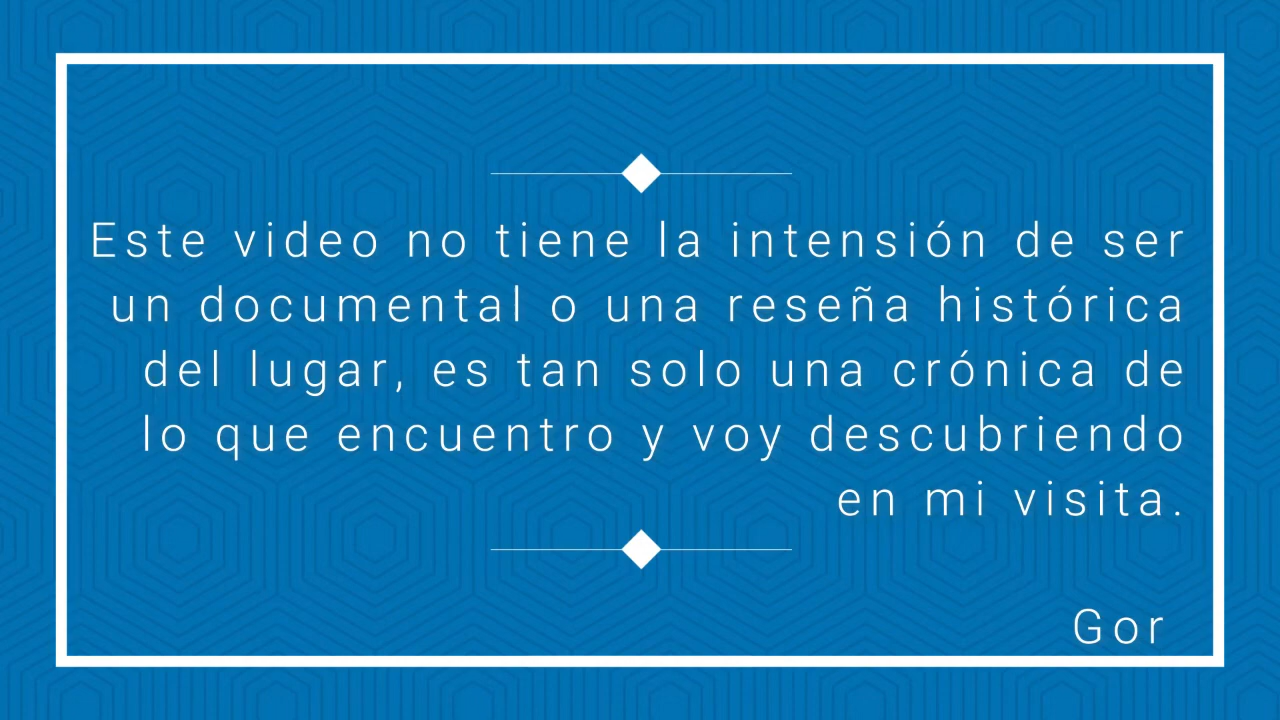 Este video no tiene la intensión de ser
un documental o una reseña histórica
del lugar, es tan solo una crónica de
lo que encuentro y voy descubriendo
en mi visita.
Gor